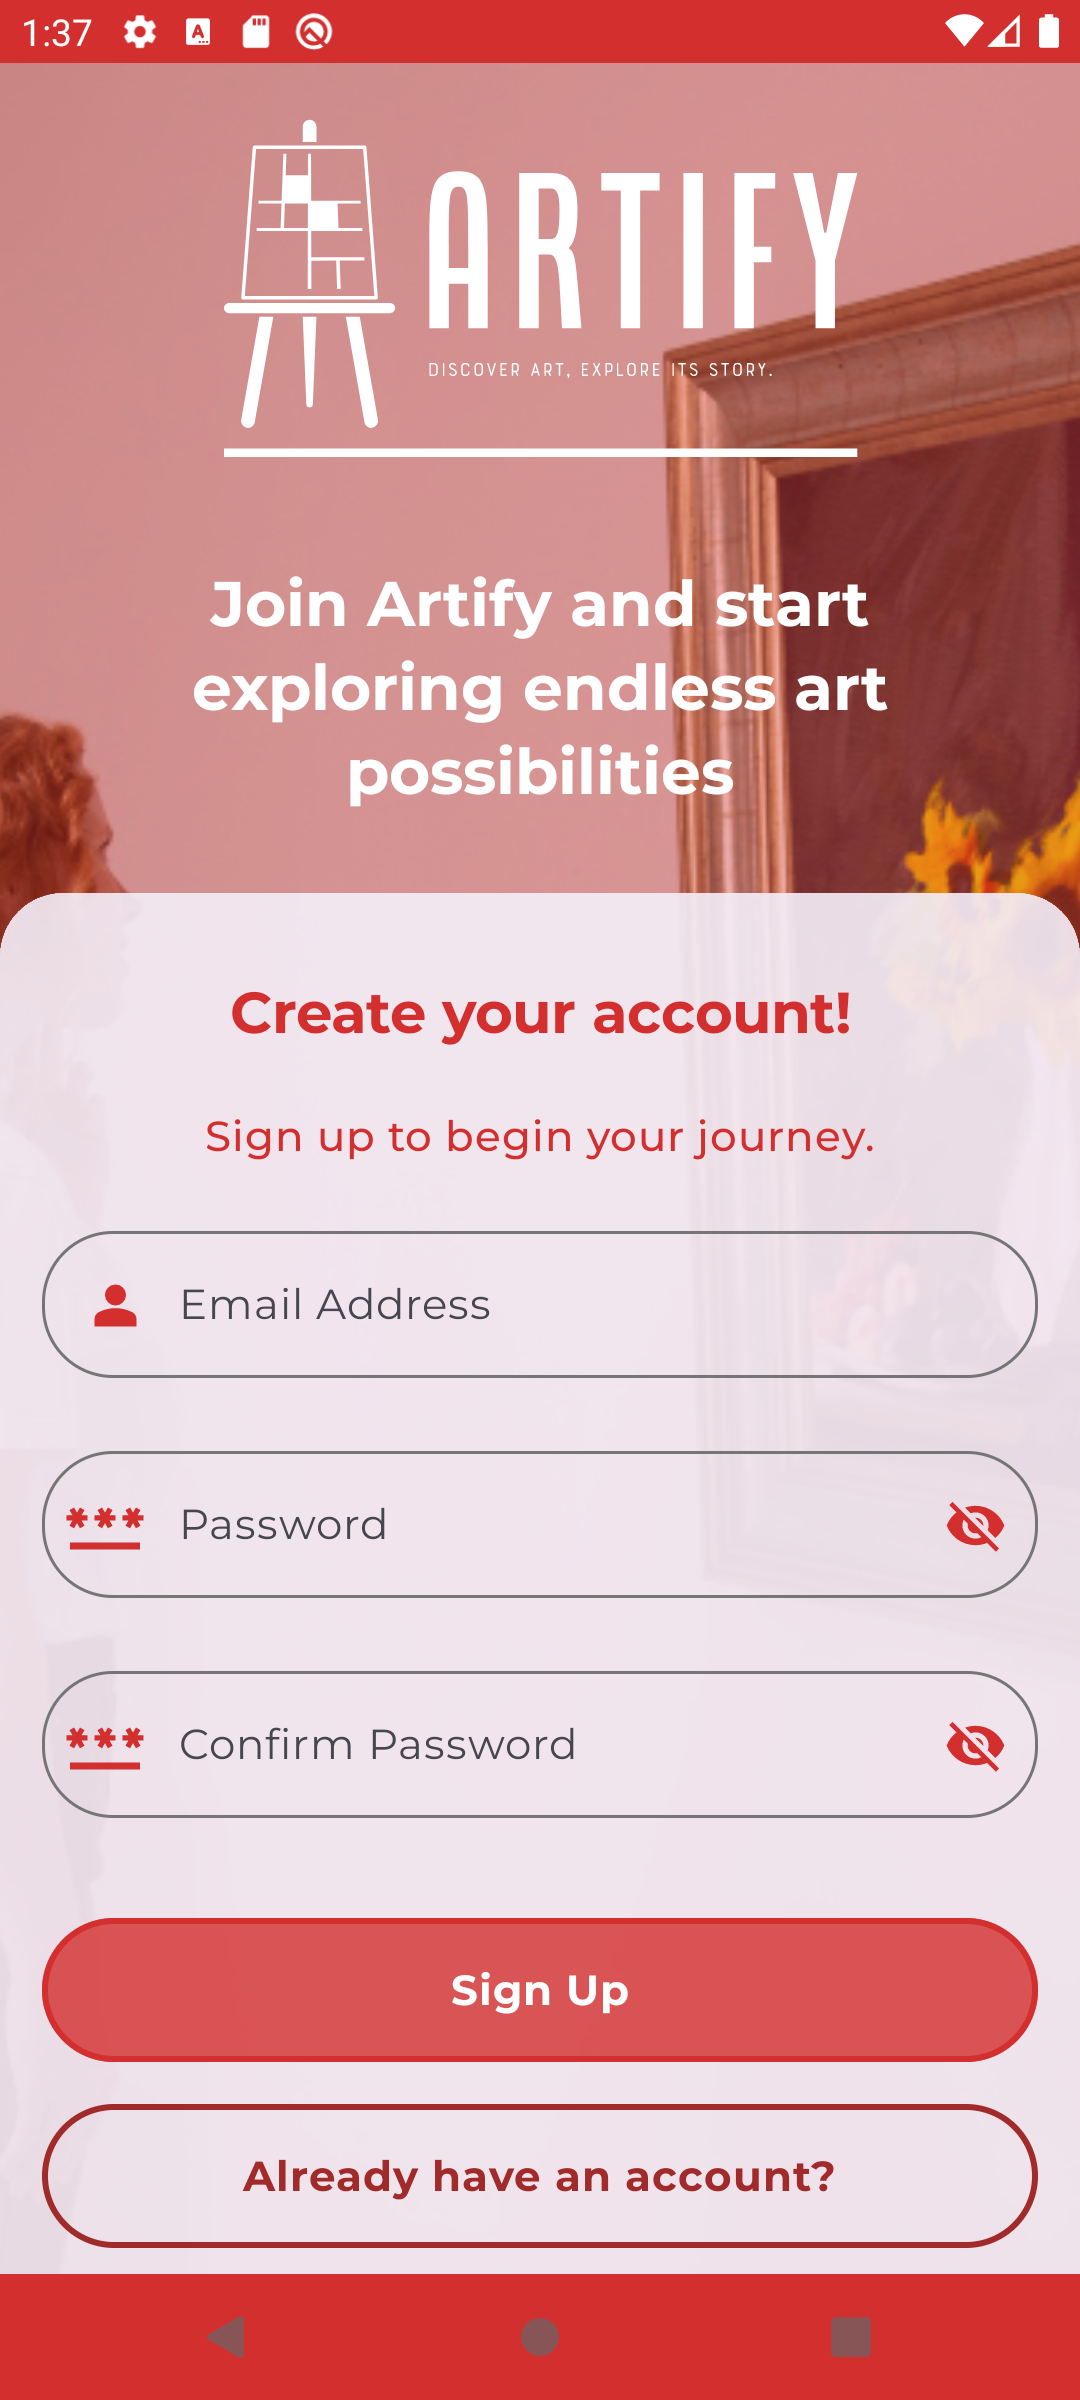 1:37
ARTIFY
DISCOVER ART, EXPLORE ITS STORY.
Join Artify and start
exploring endless art
possibilities
Create your account!
Sign up to begin your journey.
Email Address
*** Password
*** Confirm Password
Sign Up
Already have an account?